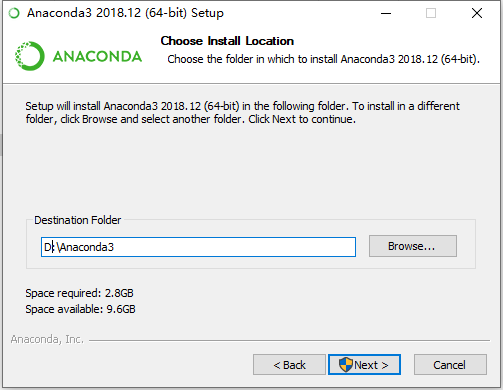 Anaconda3 2018.12 (64-bit) Setup
ANACONDA
Choose Install Location
Choose the folder in which to install Anaconda3 2018.12 (64-bit).
Setup will install Anaconda3 2018.12 (64-bit) in the following folder. To install in a different
folder, click Browse and select another folder. Click Next to continue.
Destination Folder
D:\Anaconda3
Browse...
Space required: 2.8GB
Space available: 9.6GB
Anaconda, Inc.
< Back
Next >
Cancel